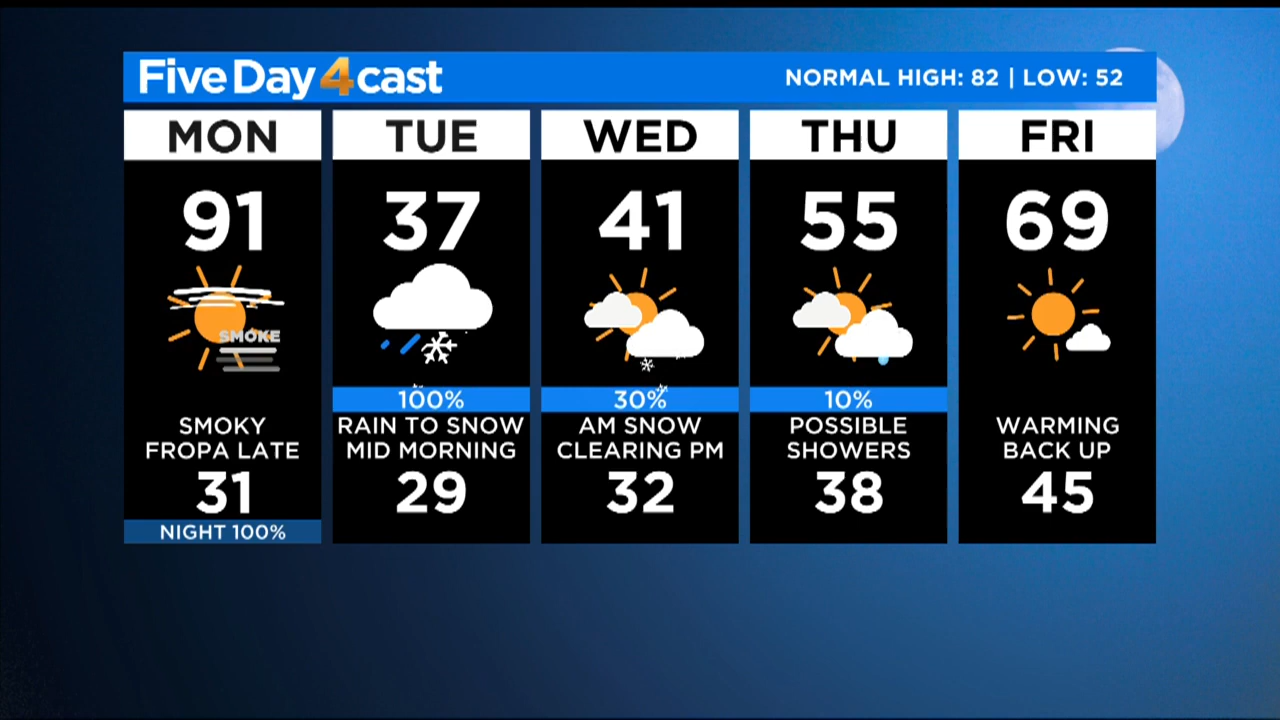 Five Day 4cast
NORMAL HIGH: 82 | LOW: 52
MON
91
SMOKE
SMOKY
FROPA LATE
31
NIGHT 100%
TUE
37
100%
RAIN TO SNOW
MID MORNING
29
WED
41
30%
AM SNOW
CLEARING PM
32
THU
55
10%
POSSIBLE
SHOWERS
38
FRI
69
WARMING
BACK UP
45